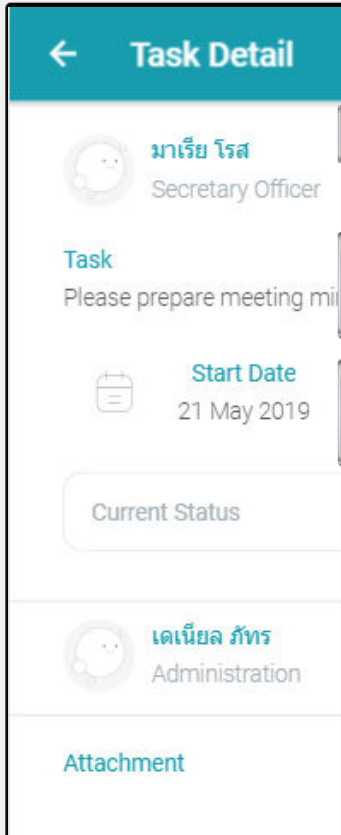 Task Detail
มาเรีย โรส
Secretary Officer
Task
Please prepare meeting
Start Date
21 May 2019
Current Status
เดเนียล ภัทร
Administration
Attachment